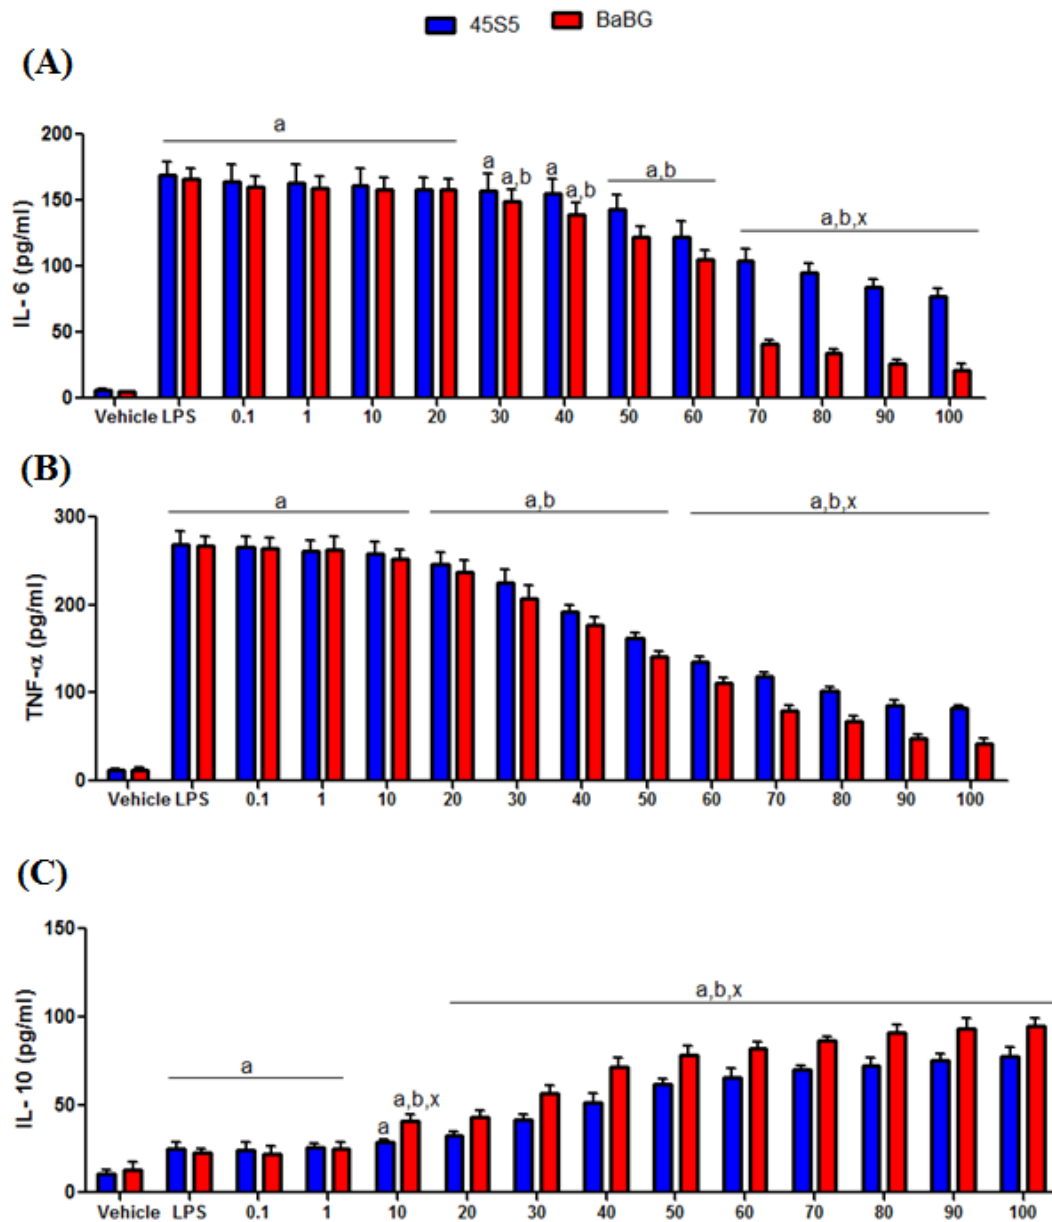 45S5 BaBG
(A)
a
a a,b a a,b a,b
a,b,x
200
150
100
50
0
IL- 6 (pg/ml)
Vehicle LPS 0.1 1 10 20 30 40 50 60 70 80 90 100
(B)
a a,b a,b,x
300
200
100
0
TNF-α (pg/ml)
Vehicle LPS 0.1 1 10 20 30 40 50 60 70 80 90 100
(C)
150
100
50
0
IL- 10 (pg/ml)
a,b,x
a
a,b,x
a
Vehicle LPS 0.1 1 10 20 30 40 50 60 70 80 90 100